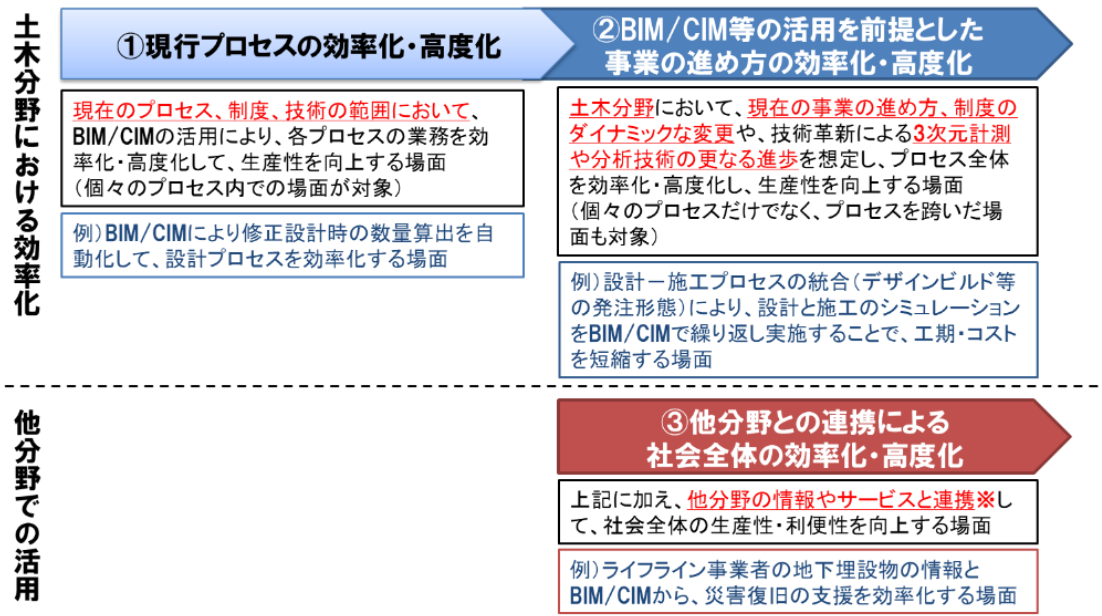 土木分野における効率化
①現行プロセスの効率化・高度化
現在のプロセス、制度、技術の範囲において、
BIM/CIMの活用により、各プロセスの業務を効
率化・高度化して、生産性を向上する場面
（個々のプロセス内での場面が対象）
例）BIM/CIMにより修正設計時の数量算出を自
動化して、設計プロセスを効率化する場面
②BIM/CIM等の活用を前提とした
事業の進め方の効率化・高度化
土木分野において、現在の事業の進め方、制度の
ダイナミックな変更や、技術革新による3次元計測
や分析技術の更なる進歩を想定し、プロセス全体
を効率化・高度化し、生産性を向上する場面
（個々のプロセスだけでなく、プロセスを跨いだ場
面も対象）
例）設計－施工プロセスの統合（デザインビルド等
の発注形態）により、設計と施工のシミュレーション
をBIM/CIMで繰り返し実施することで、工期・コスト
を短縮する場面
他分野での活用
③他分野との連携による
社会全体の効率化・高度化
上記に加え、他分野の情報やサービスと連携※し
て、社会全体の生産性・利便性を向上する場面
例）ライフライン事業者の地下埋設物の情報と
BIM/CIMから、災害復旧の支援を効率化する場面